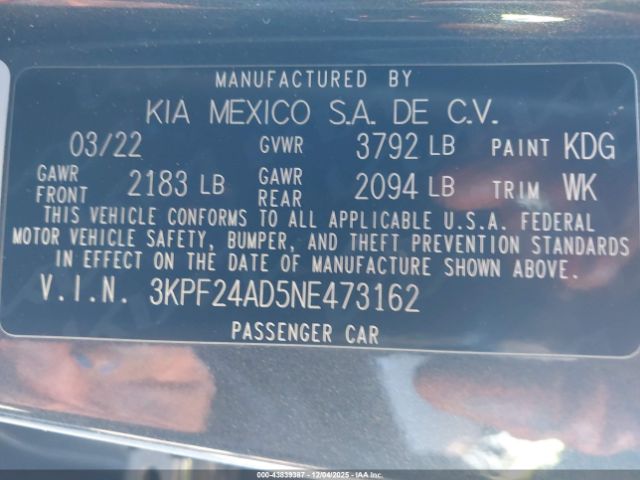 MANUFACTURED BY
KIA MEXICO S.A. DE C.V.
03/22 GVWR 3792 LB PAINT KDG
GAWR FRONT 2183 LB GAWR REAR 2094 LB TRIM WK
THIS VEHICLE CONFORMS TO ALL APPLICABLE U.S.A. FEDERAL
MOTOR VEHICLE SAFETY, BUMPER, AND THEFT PREVENTION STANDARDS
IN EFFECT ON THE DATE OF MANUFACTURE SHOWN ABOVE.
V.I.N. 3KPF24AD5NE473162
PASSENGER CAR
000-43839387 - 12/04/2025 - IAA Inc.